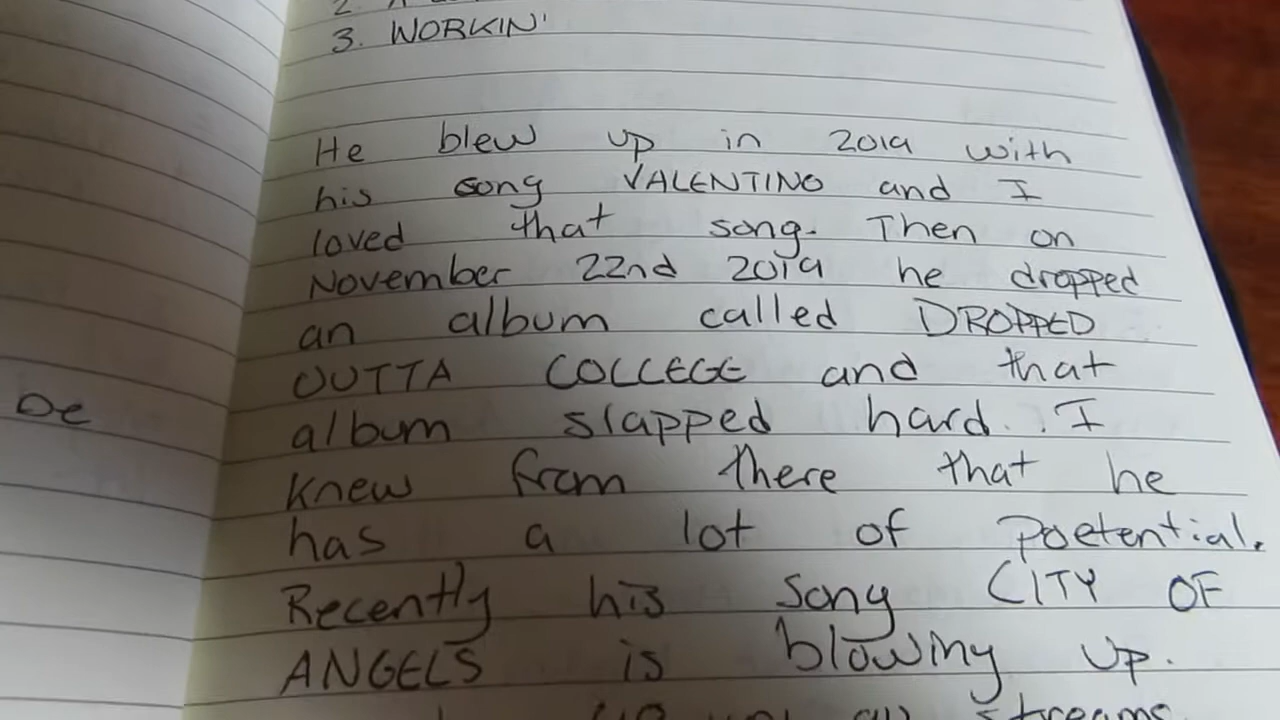 3. WORKIN'
He blew up in 2019 with
his song VALENTINO and I
loved that song. Then on
November 22nd 2019 he dropped
an album called DROPPED
OUTTA COLLEGE and that
album slapped hard. I
knew from there that he
has a lot of poetential.
Recently his song CITY OF
ANGELS is blowing up.
streams
be